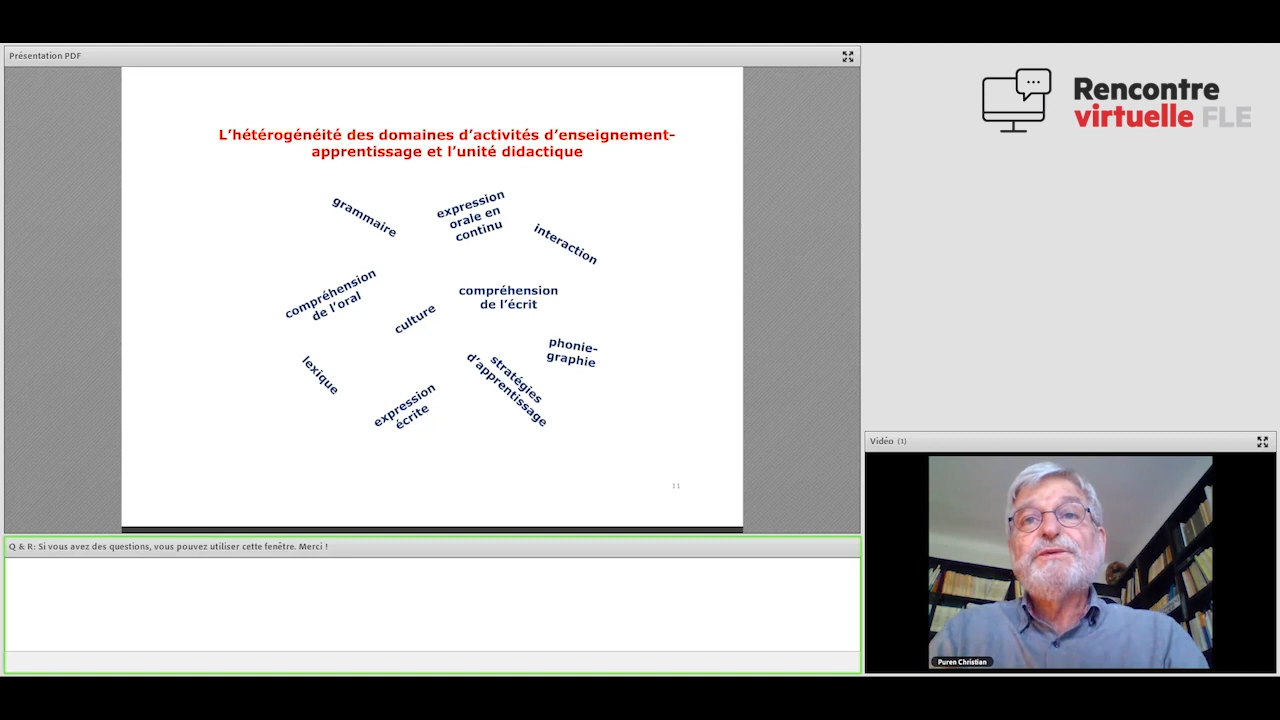 Présentation PDF
Rencontre
virtuelle FLE
L’hétérogénéité des domaines d’activités d’enseignement-
apprentissage et l’unité didactique
grammaire
expression
orale en
continu
interaction
compréhension
de l’oral
culture
compréhension
de l’écrit
phonie-
graphie
lexique
expression
écrite
stratégies
d’apprentissage
11
Vidéo (1)
Puren Christian
Q & R: Si vous avez des questions, vous pouvez utiliser cette fenêtre. Merci !